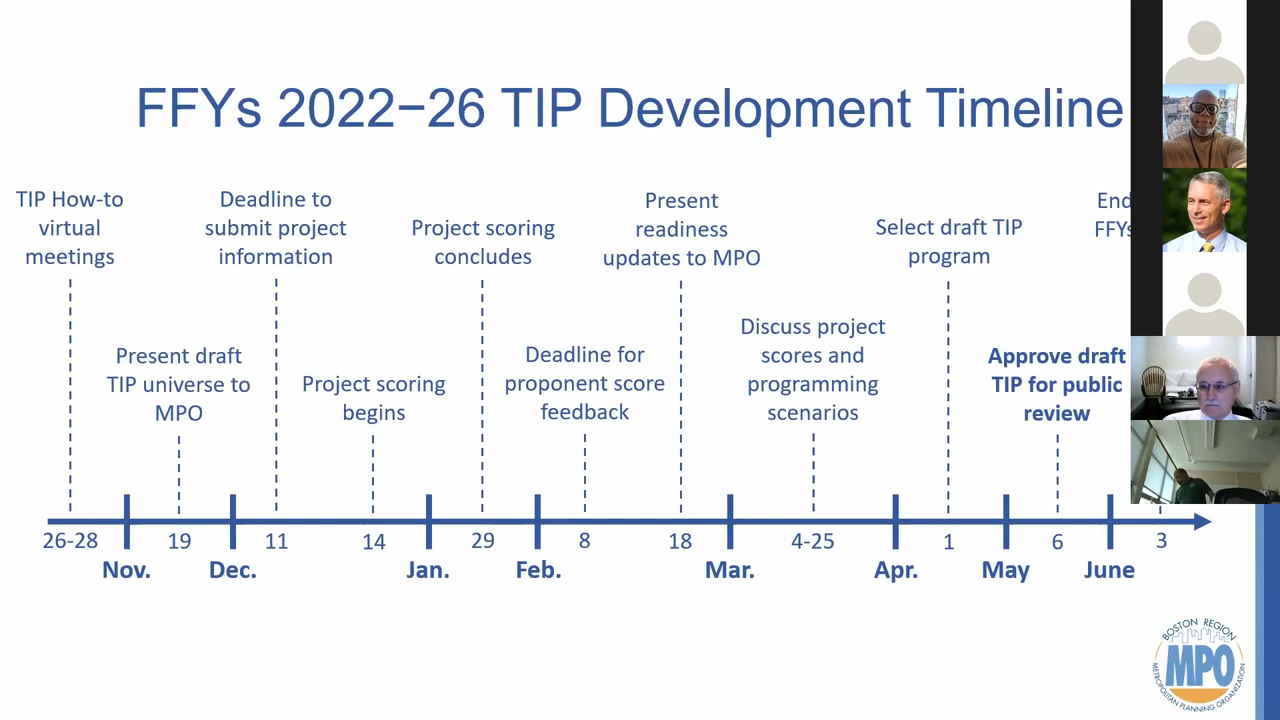 FFYs 2022−26 TIP Development Timeline
TIP How-to
virtual
meetings
Deadline to
submit project
information
Project scoring
concludes
Present
readiness
updates to MPO
Select draft TIP
program
End
FFYs
Present draft
TIP universe to
MPO
Project scoring
begins
Deadline for
proponent score
feedback
Discuss project
scores and
programming
scenarios
Approve draft
TIP for public
review
26-28 19 11 14 29 8 18 4-25 1 6 3
Nov. Dec. Jan. Feb. Mar. Apr. May June
BOSTON REGION
MPO
METROPOLITAN PLANNING ORGANIZATION